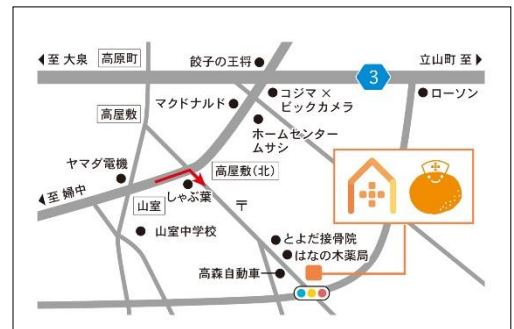 ◀至 大泉
高原町
餃子の王将
3
立山町 至▶
マクドナルド
コジマ×
ビックカメラ
ローソン
高屋敷
ホームセンター
ムサシ
ヤマダ電機
高屋敷(北)
◀至 婦中
しゃぶ葉
山室
〒
山室中学校
とよだ接骨院
はなの木薬局
高森自動車